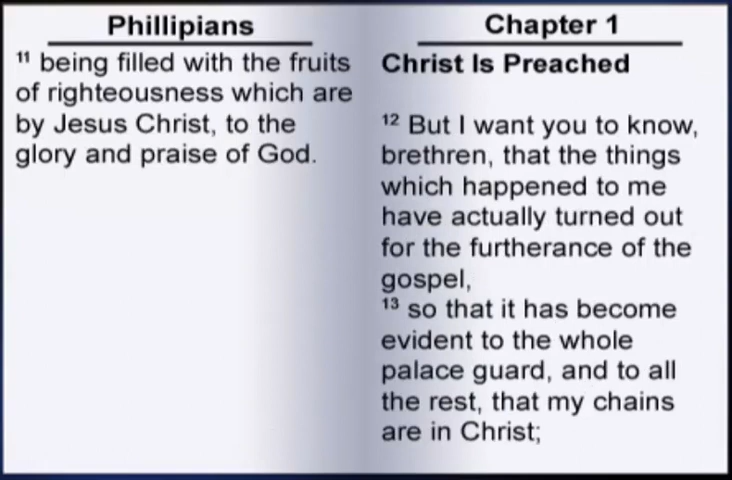 Phillipians
¹¹ being filled with the fruits
of righteousness which are
by Jesus Christ, to the
glory and praise of God.
Chapter 1
Christ Is Preached
¹² But I want you to know,
brethren, that the things
which happened to me
have actually turned out
for the furtherance of the
gospel,
¹³ so that it has become
evident to the whole
palace guard, and to all
the rest, that my chains
are in Christ;